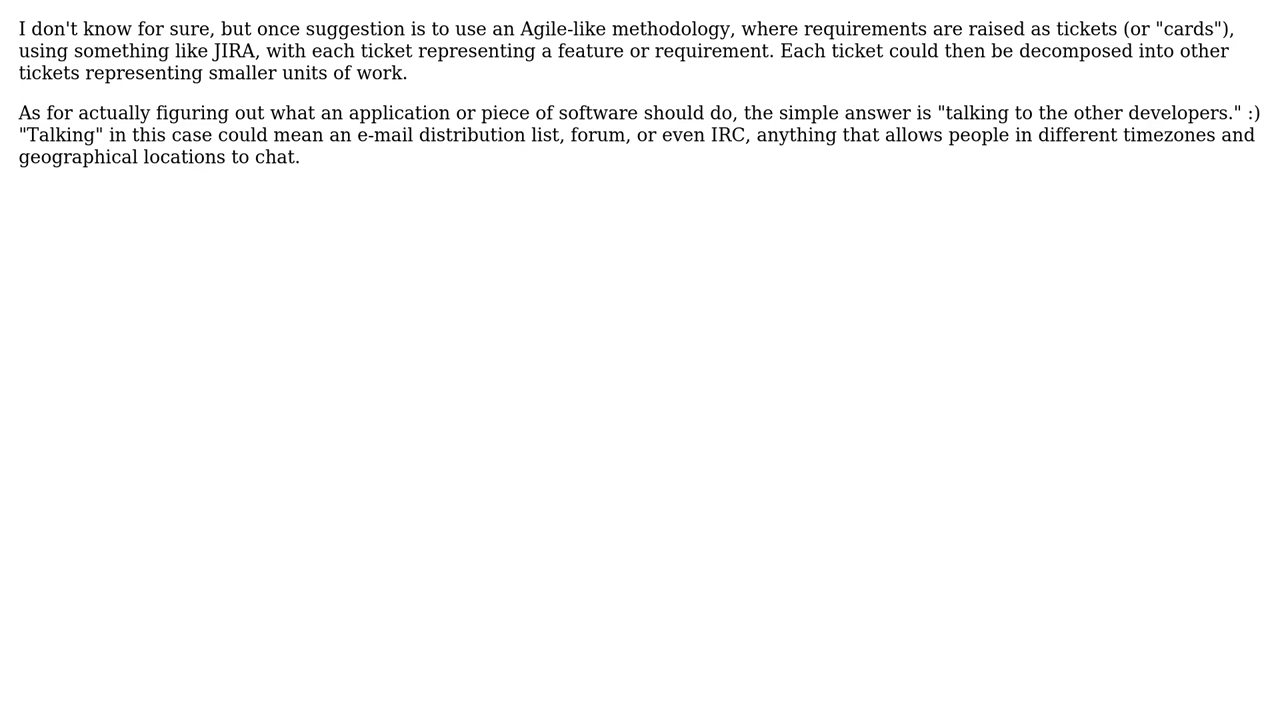 I don't know for sure, but once suggestion is to use an Agile-like methodology, where requirements are raised as tickets (or "cards"),
using something like JIRA, with each ticket representing a feature or requirement. Each ticket could then be decomposed into other
tickets representing smaller units of work.
As for actually figuring out what an application or piece of software should do, the simple answer is "talking to the other developers." :)
"Talking" in this case could mean an e-mail distribution list, forum, or even IRC, anything that allows people in different timezones and
geographical locations to chat.